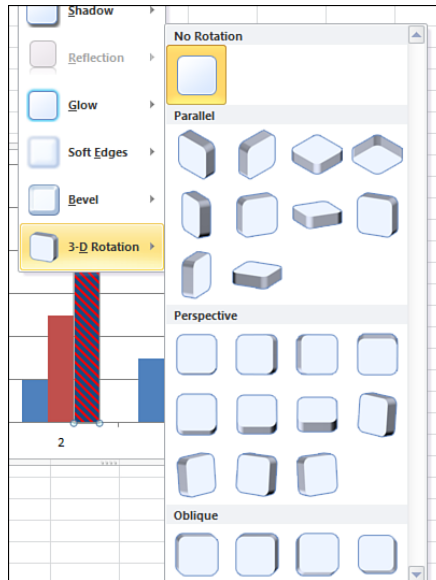 Shadow
Reflection
Glow
Soft Edges
Bevel
3-D Rotation
2
No Rotation
Parallel
Perspective
Oblique